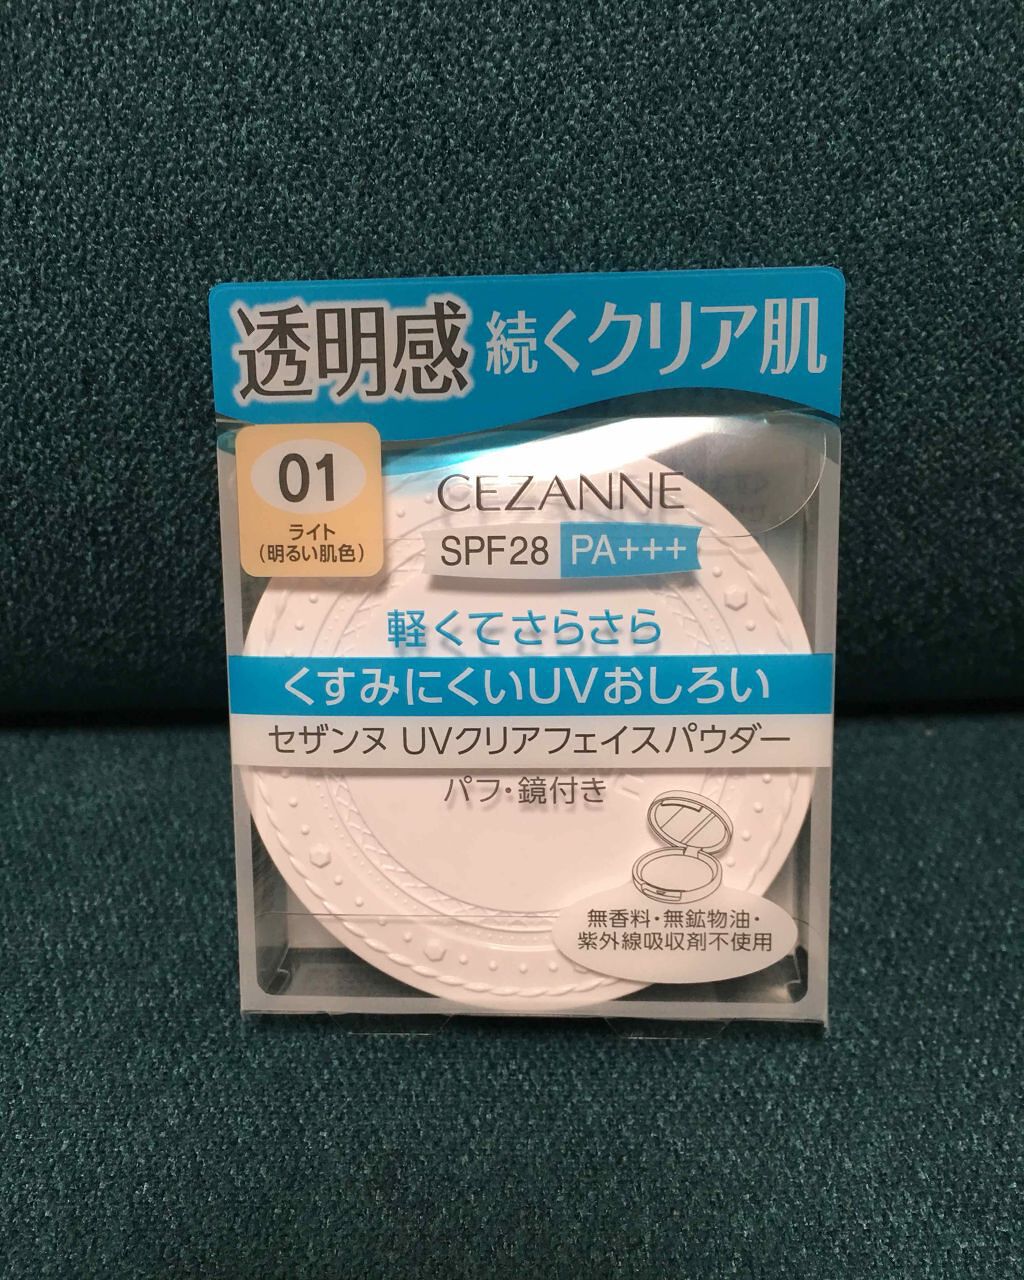 透明感 続くクリア肌
01
ライト
(明るい肌色)
CEZANNE
SPF28 PA+++
軽くてさらさら
くすみにくいUVおしろい
セザンヌ UVクリアフェイスパウダー
パフ・鏡付き
無香料・無鉱物油・
紫外線吸収剤不使用